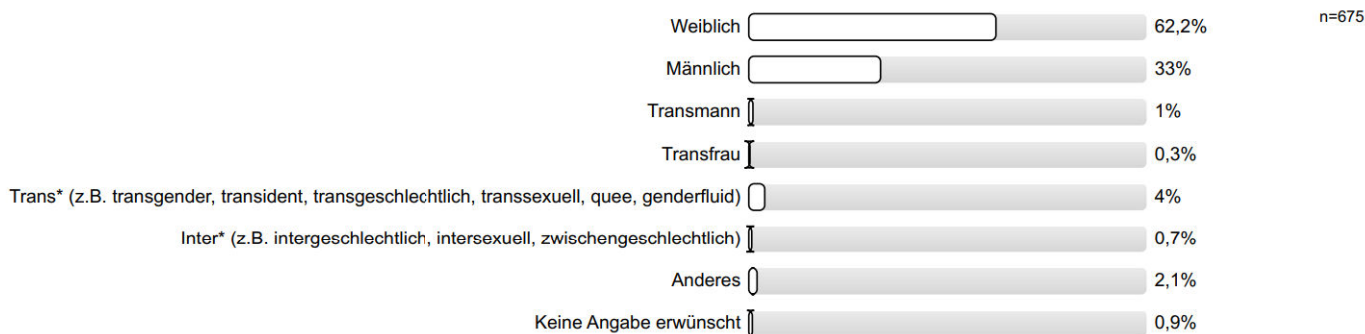 Weiblich 62,2% n=675
Männlich 33%
Transmann 1%
Transfrau 0,3%
Trans* (z.B. transgender, transident, transgeschlechtlich, transsexuell, quee, genderfluid) 4%
Inter* (z.B. intergeschlechtlich, intersexuell, zwischengeschlechtlich) 0,7%
Anderes 2,1%
Keine Angabe erwünscht 0,9%